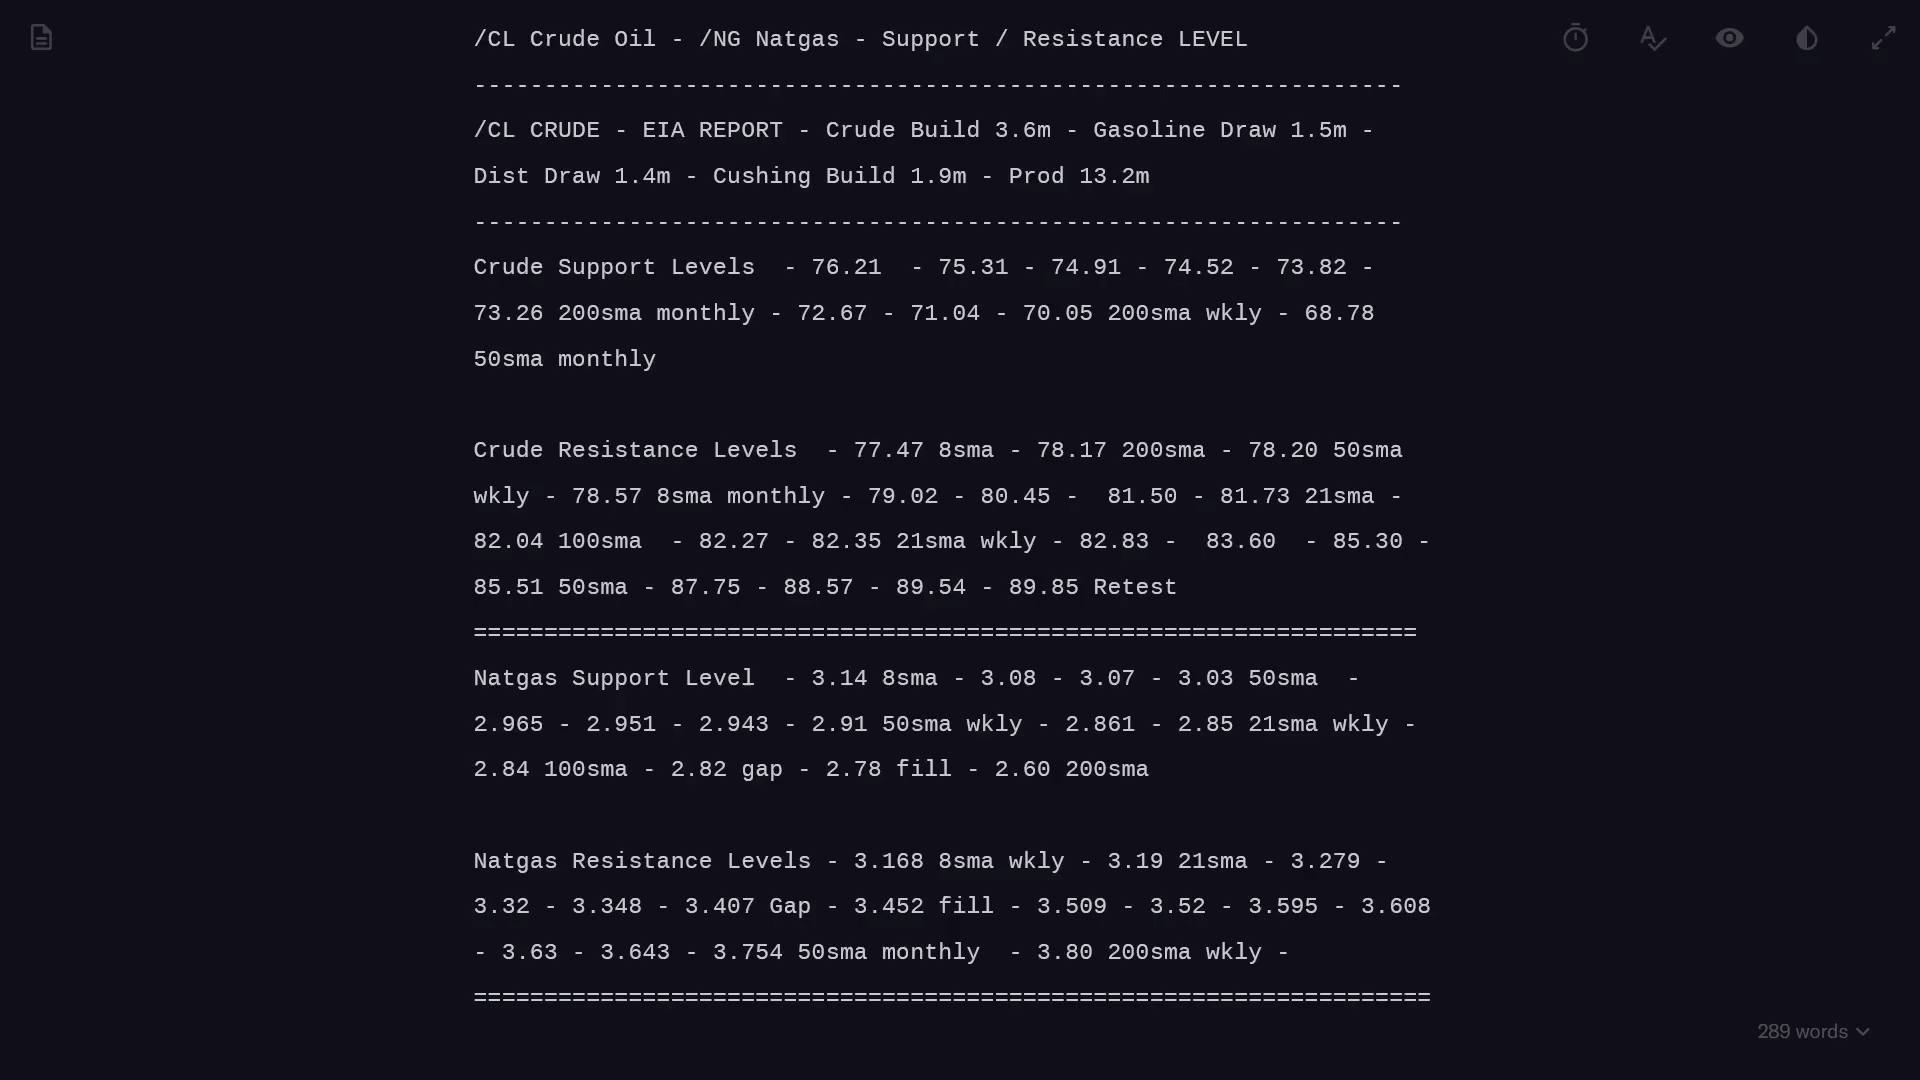 /CL Crude Oil - /NG Natgas - Support / Resistance LEVEL
------------------------------------------------------------------
/CL CRUDE - EIA REPORT - Crude Build 3.6m - Gasoline Draw 1.5m -
Dist Draw 1.4m - Cushing Build 1.9m - Prod 13.2m
------------------------------------------------------------------
Crude Support Levels  - 76.21  - 75.31 - 74.91 - 74.52 - 73.82 -
73.26 200sma monthly - 72.67 - 71.04 - 70.05 200sma wkly - 68.78
50sma monthly
Crude Resistance Levels  - 77.47 8sma - 78.17 200sma - 78.20 50sma
wkly - 78.57 8sma monthly - 79.02 - 80.45 -  81.50 - 81.73 21sma -
82.04 100sma  - 82.27 - 82.35 21sma wkly - 82.83 -  83.60  - 85.30 -
85.51 50sma - 87.75 - 88.57 - 89.54 - 89.85 Retest
===================================================================
Natgas Support Level  - 3.14 8sma - 3.08 - 3.07 - 3.03 50sma  -
2.965 - 2.951 - 2.943 - 2.91 50sma wkly - 2.861 - 2.85 21sma wkly -
2.84 100sma - 2.82 gap - 2.78 fill - 2.60 200sma
Natgas Resistance Levels - 3.168 8sma wkly - 3.19 21sma - 3.279 -
3.32 - 3.348 - 3.407 Gap - 3.452 fill - 3.509 - 3.52 - 3.595 - 3.608
- 3.63 - 3.643 - 3.754 50sma monthly  - 3.80 200sma wkly -
====================================================================
289 words